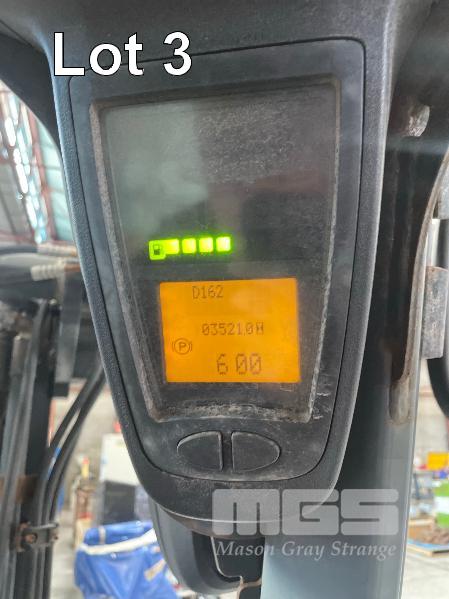 Lot 3
D162
035210H
P
600
MGS
Mason Gray Strange